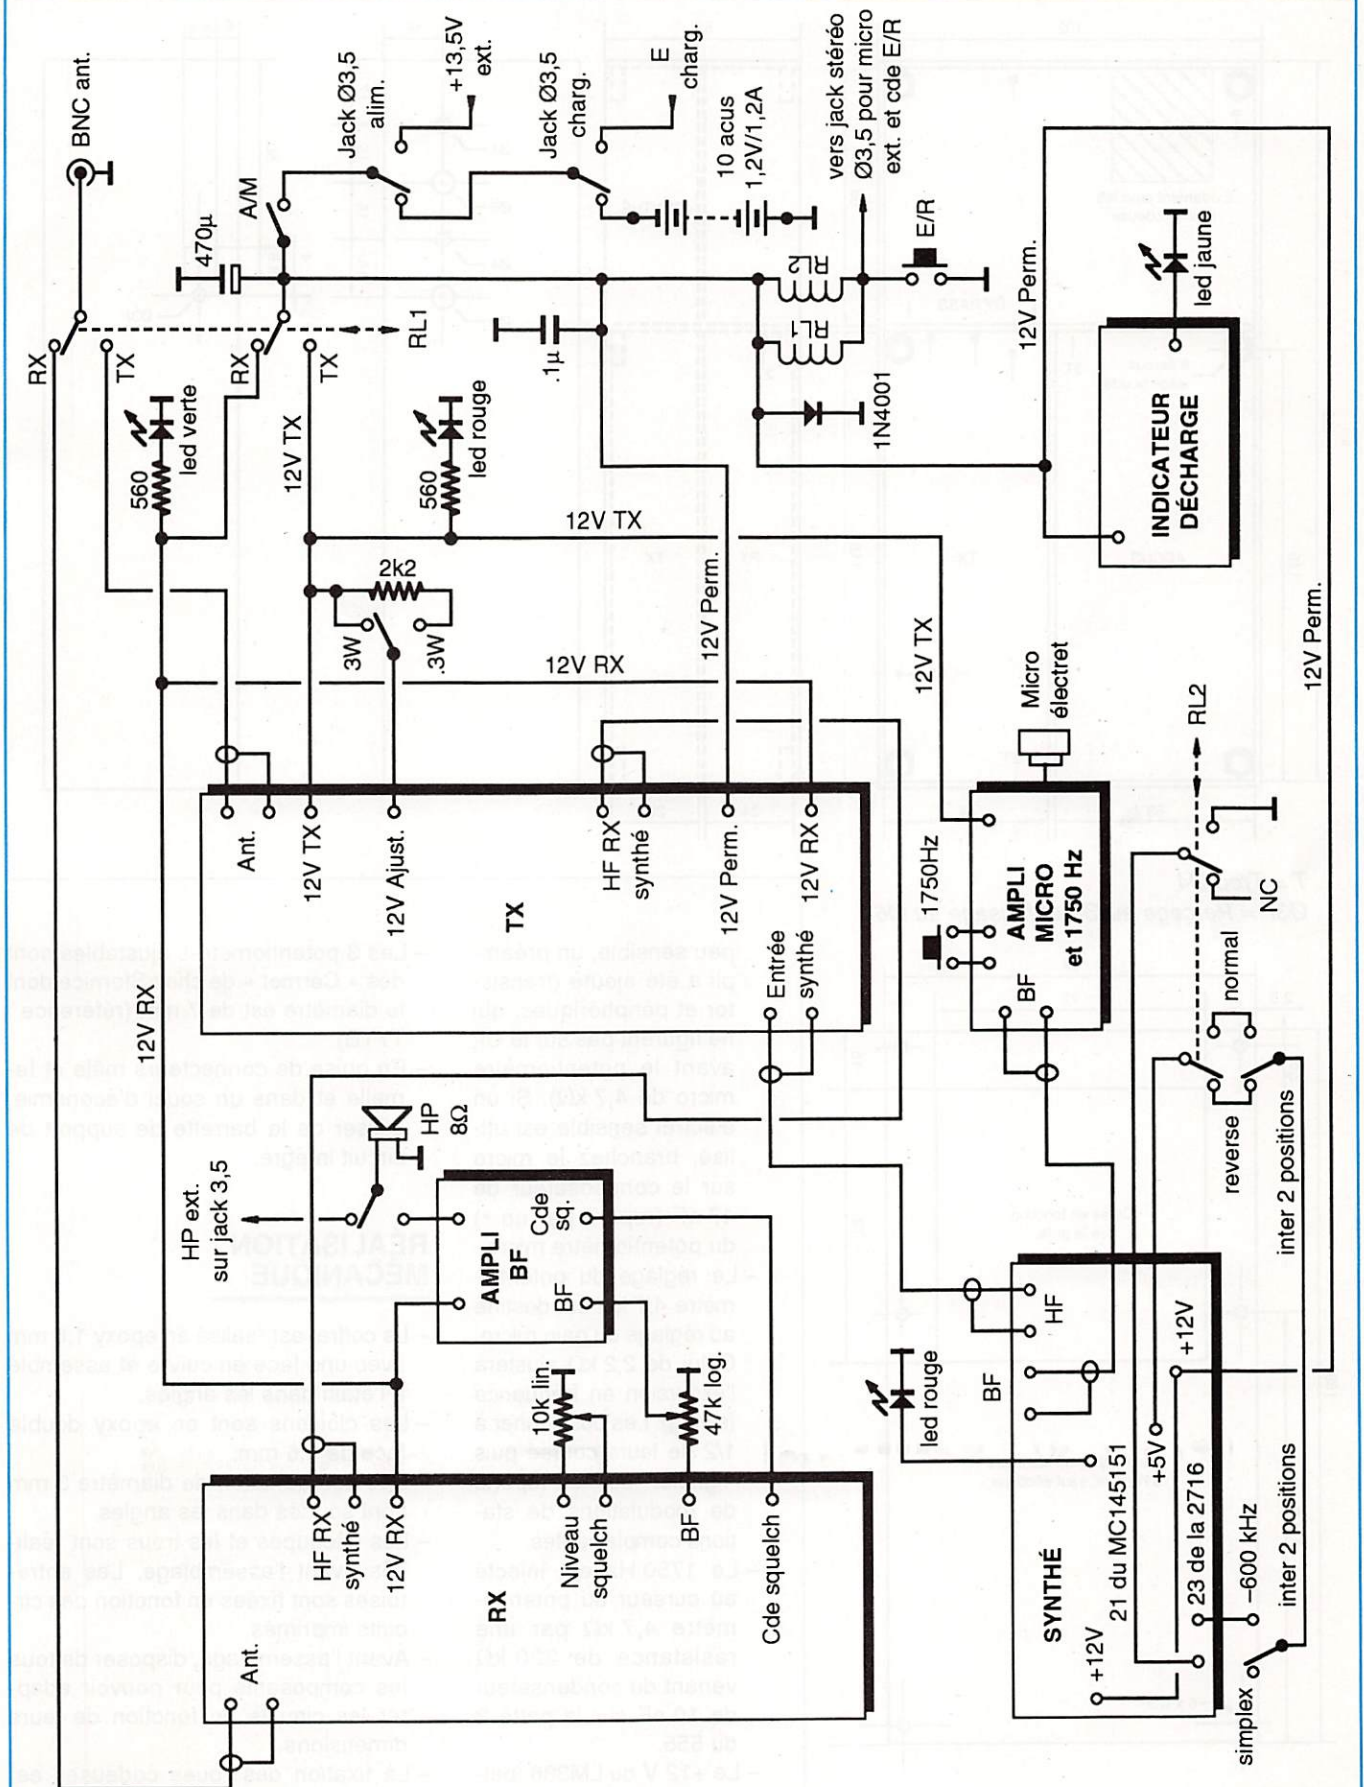 BNC ant.
RX
TX
470µ
A/M
Jack Ø3,5
alim.
+13,5V
ext.
Jack Ø3,5
charg.
E
charg.
10 acus
1,2V/1,2A
vers jack stéréo
Ø3,5 pour micro
ext. et cde E/R
RX
TX
RL1
.1µ
RL1
RL2
E/R
1N4001
12V Perm.
led jaune
INDICATEUR
DÉCHARGE
560
led verte
12V TX
560
led rouge
12V TX
2k2
3W
.3W
12V RX
12V Perm.
12V TX
12V Perm.
12V RX
Ant.
12V TX
12V Ajust.
HF RX
synthé
12V Perm.
12V RX
TX
Entrée
synthé
1750Hz
Micro
électret
AMPLI
MICRO
et 1750 Hz
BF
RL2
NC
normal
reverse
inter 2 positions
HP ext.
sur jack 3,5
HP
8Ω
AMPLI
BF
Cde
sq.
BF
10k lin.
47k log.
HF RX
synthé
12V RX
RX
Niveau
squelch
BF
Cde squelch
Ant.
led rouge
HF
BF
SYNTHÉ
21 du MC145151
+5V
+12V
23 de la 2716
+12V
–600 kHz
simplex
inter 2 positions